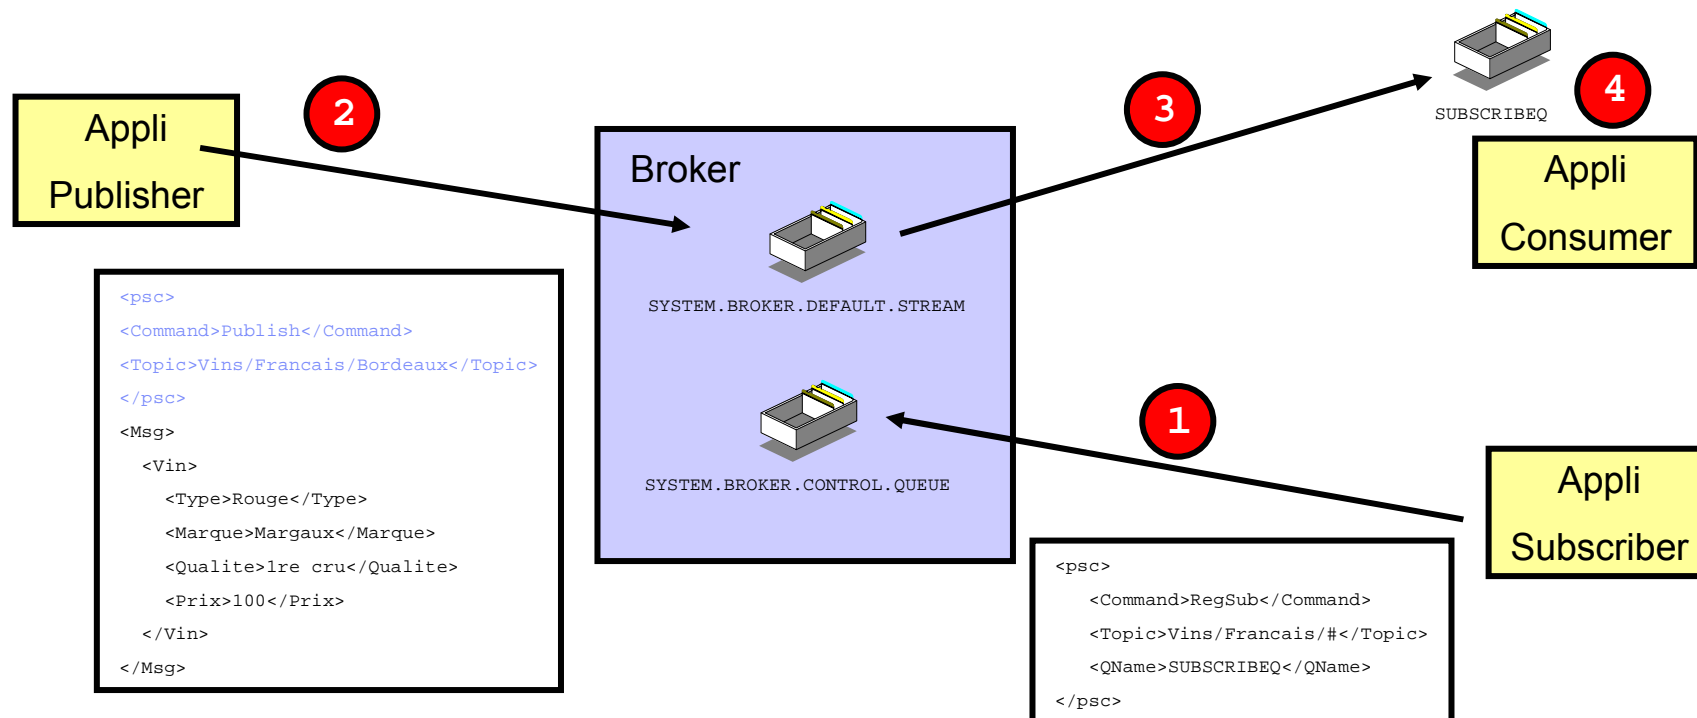 2
3
4
SUBSCRIBEQ
Appli
Publisher
Broker
Appli
Consumer
SYSTEM.BROKER.DEFAULT.STREAM
<psc>
<Command>Publish</Command>
<Topic>Vins/Francais/Bordeaux</Topic>
</psc>
<Msg>
<Vin>
<Type>Rouge</Type>
<Marque>Margaux</Marque>
<Qualite>1re cru</Qualite>
<Prix>100</Prix>
</Vin>
</Msg>
SYSTEM.BROKER.CONTROL.QUEUE
1
Appli
Subscriber
<psc>
<Command>RegSub</Command>
<Topic>Vins/Francais/#</Topic>
<QName>SUBSCRIBEQ</QName>
</psc>